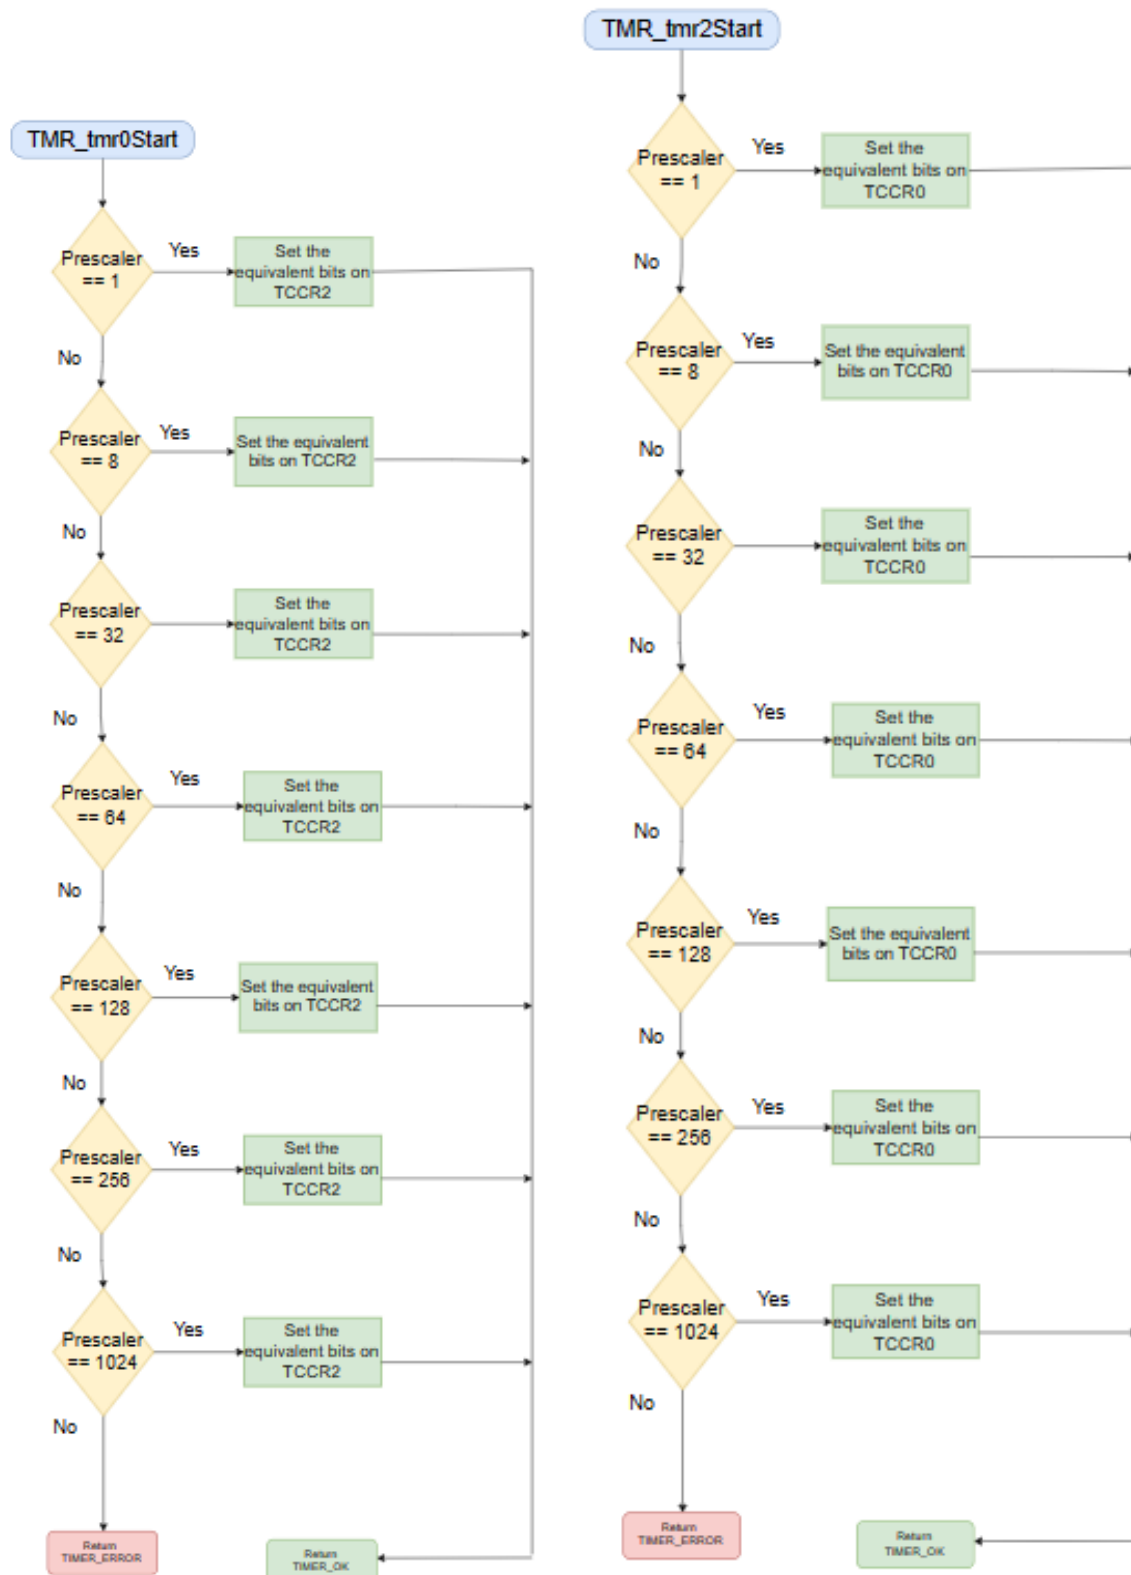 TMR_tmr0Start
Prescaler
== 1
Yes
Set the
equivalent bits on
TCCR2
No
Prescaler
== 8
Yes
Set the equivalent
bits on TCCR2
No
Prescaler
== 32
Set the
equivalent bits on
TCCR2
No
Prescaler
== 64
Yes
Set the
equivalent bits on
TCCR2
No
Prescaler
== 128
Yes
Set the equivalent
bits on TCCR2
No
Prescaler
== 256
Yes
Set the
equivalent bits on
TCCR2
No
Prescaler
== 1024
Yes
Set the
equivalent bits on
TCCR2
No
Return
TIMER_ERROR
Return
TIMER_OK
TMR_tmr2Start
Prescaler
== 1
Yes
Set the
equivalent bits on
TCCR0
No
Prescaler
== 8
Yes
Set the equivalent
bits on TCCR0
No
Prescaler
== 32
Set the
equivalent bits on
TCCR0
No
Prescaler
== 64
Yes
Set the
equivalent bits on
TCCR0
No
Prescaler
== 128
Yes
Set the equivalent
bits on TCCR0
No
Prescaler
== 256
Yes
Set the
equivalent bits on
TCCR0
No
Prescaler
== 1024
Yes
Set the
equivalent bits on
TCCR0
No
Return
TIMER_ERROR
Return
TIMER_OK